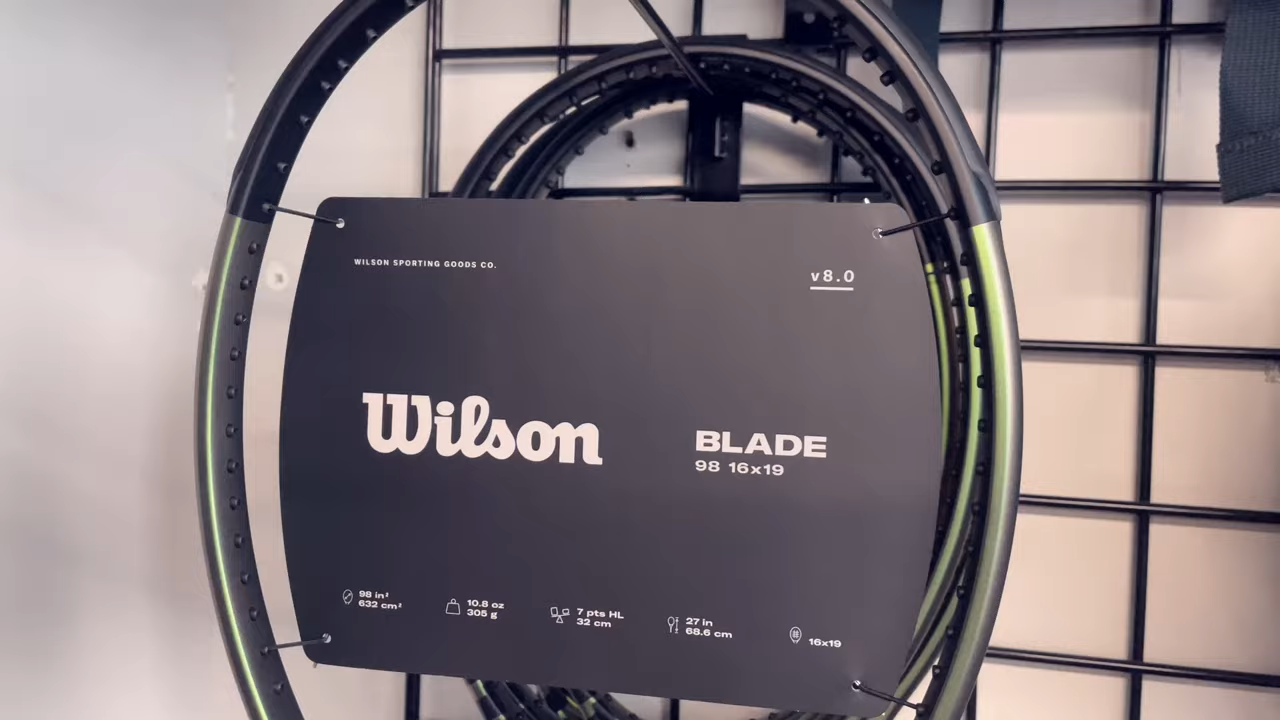 WILSON SPORTING GOODS CO.
v8.0
Wilson
BLADE
98 16x19
98 in²
632 cm²
10.8 oz
305 g
7 pts HL
32 cm
27 in
68.6 cm
16x19